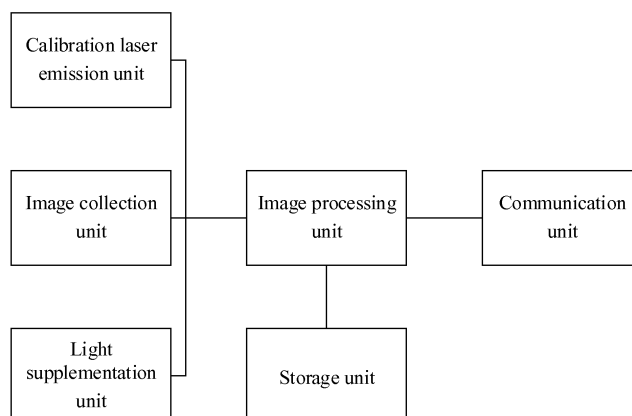 Calibration laser
emission unit
Image collection
unit
Image processing
unit
Communication
unit
Light
supplementation
unit
Storage unit